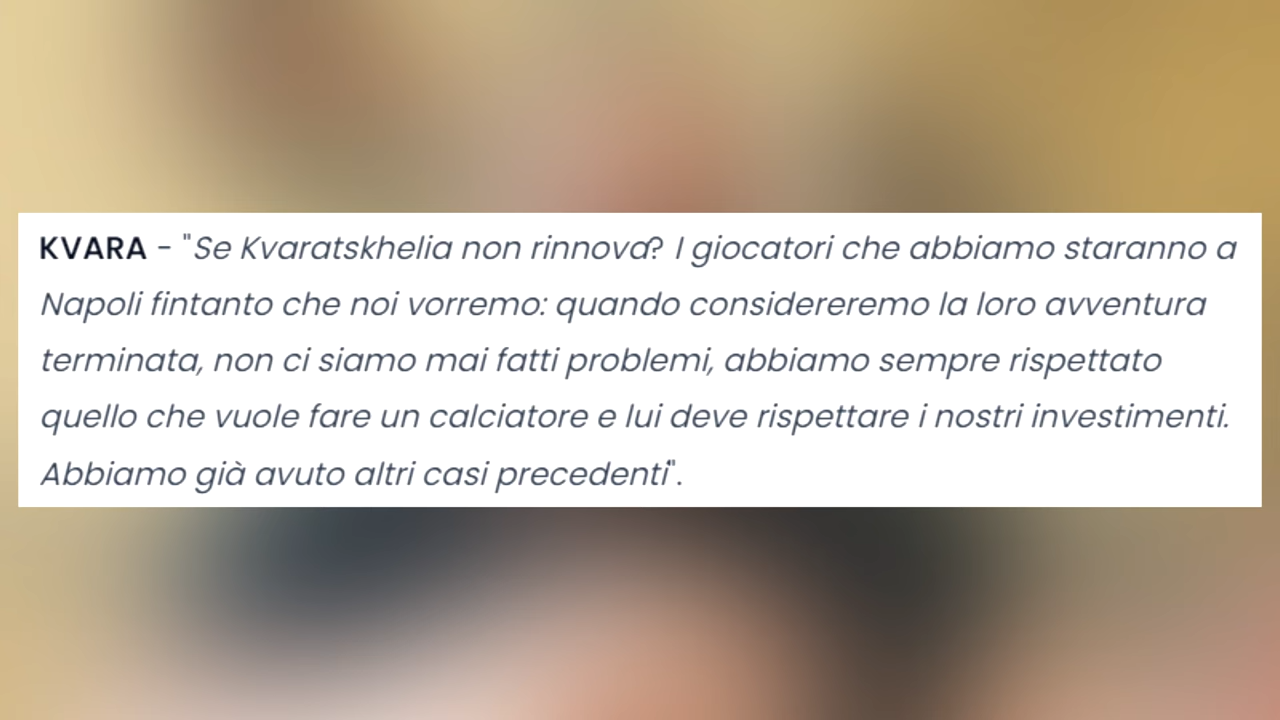 KVARA - "Se Kvaratskhelia non rinnova? I giocatori che abbiamo staranno a
Napoli fintanto che noi vorremo: quando considereremo la loro avventura
terminata, non ci siamo mai fatti problemi, abbiamo sempre rispettato
quello che vuole fare un calciatore e lui deve rispettare i nostri investimenti.
Abbiamo già avuto altri casi precedenti".